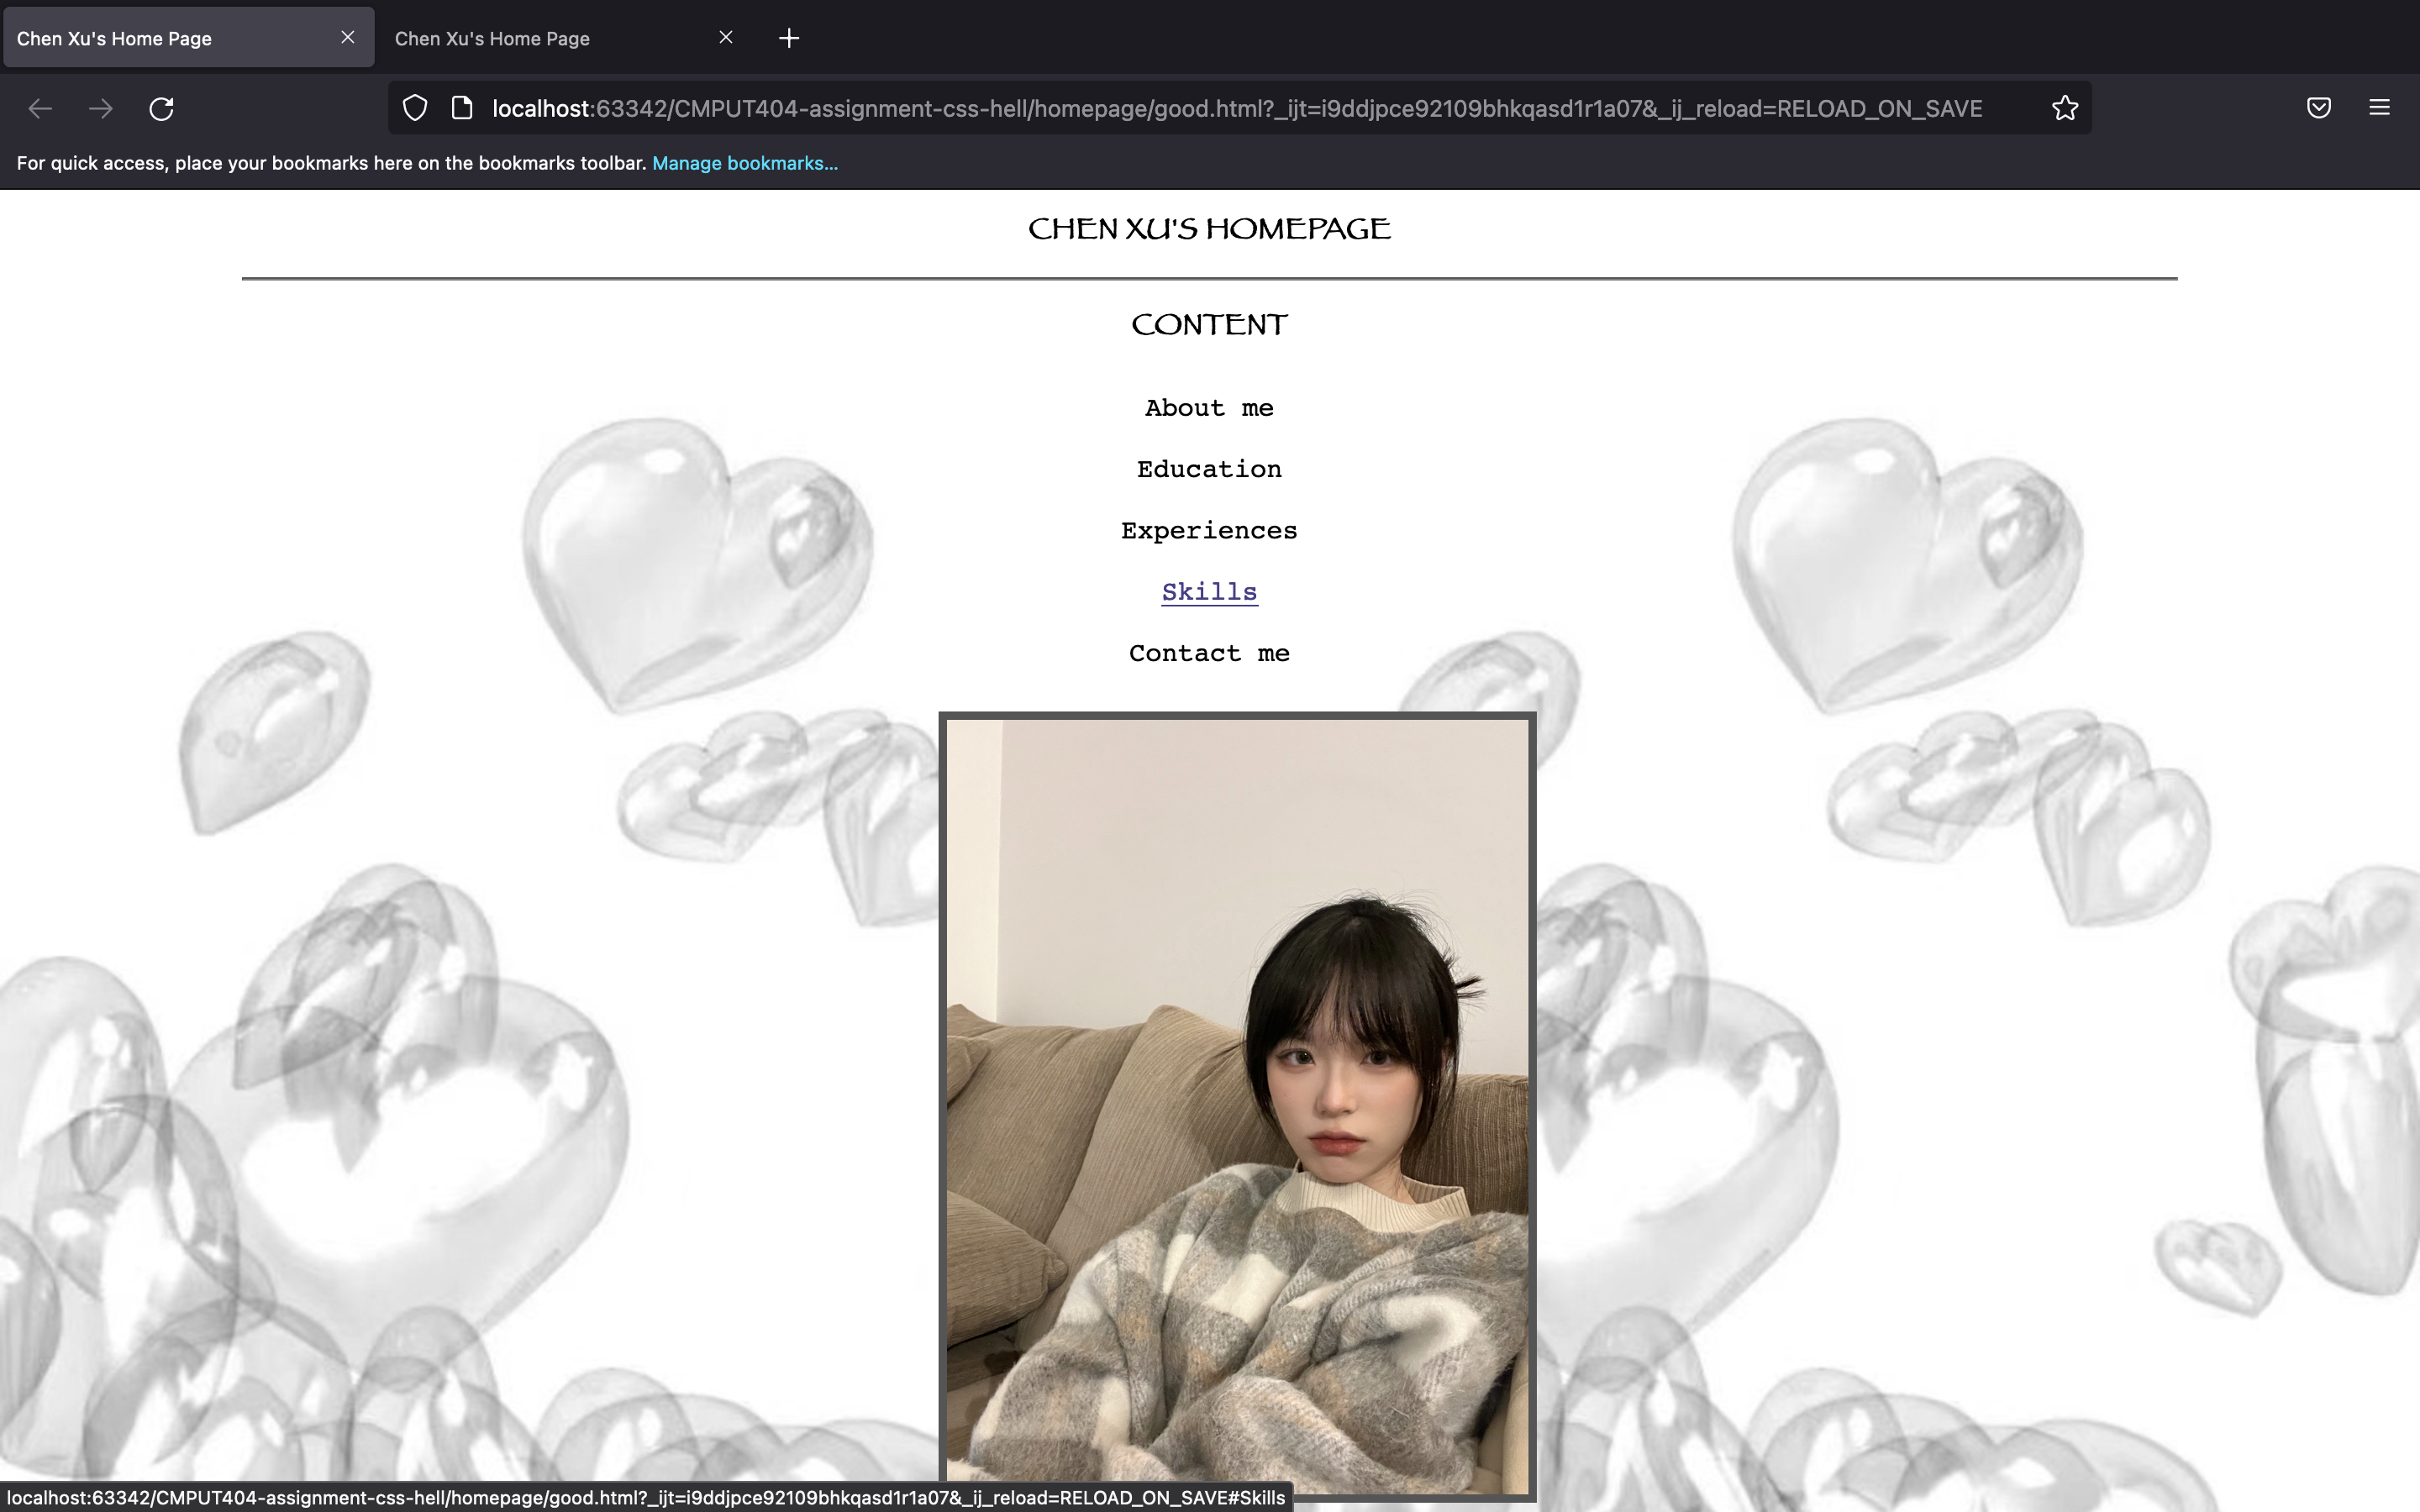 Chen Xu's Home Page
Chen Xu's Home Page
localhost:63342/CMPUT404-assignment-css-hell/homepage/good.html?_ijt=i9ddjpce92109bhkqasd1r1a07&_ij_reload=RELOAD_ON_SAVE
For quick access, place your bookmarks here on the bookmarks toolbar. Manage bookmarks...
CHEN XU'S HOMEPAGE
CONTENT
About me
Education
Experiences
Skills
Contact me
localhost:63342/CMPUT404-assignment-css-hell/homepage/good.html?_ijt=i9ddjpce92109bhkqasd1r1a07&_ij_reload=RELOAD_ON_SAVE#Skills